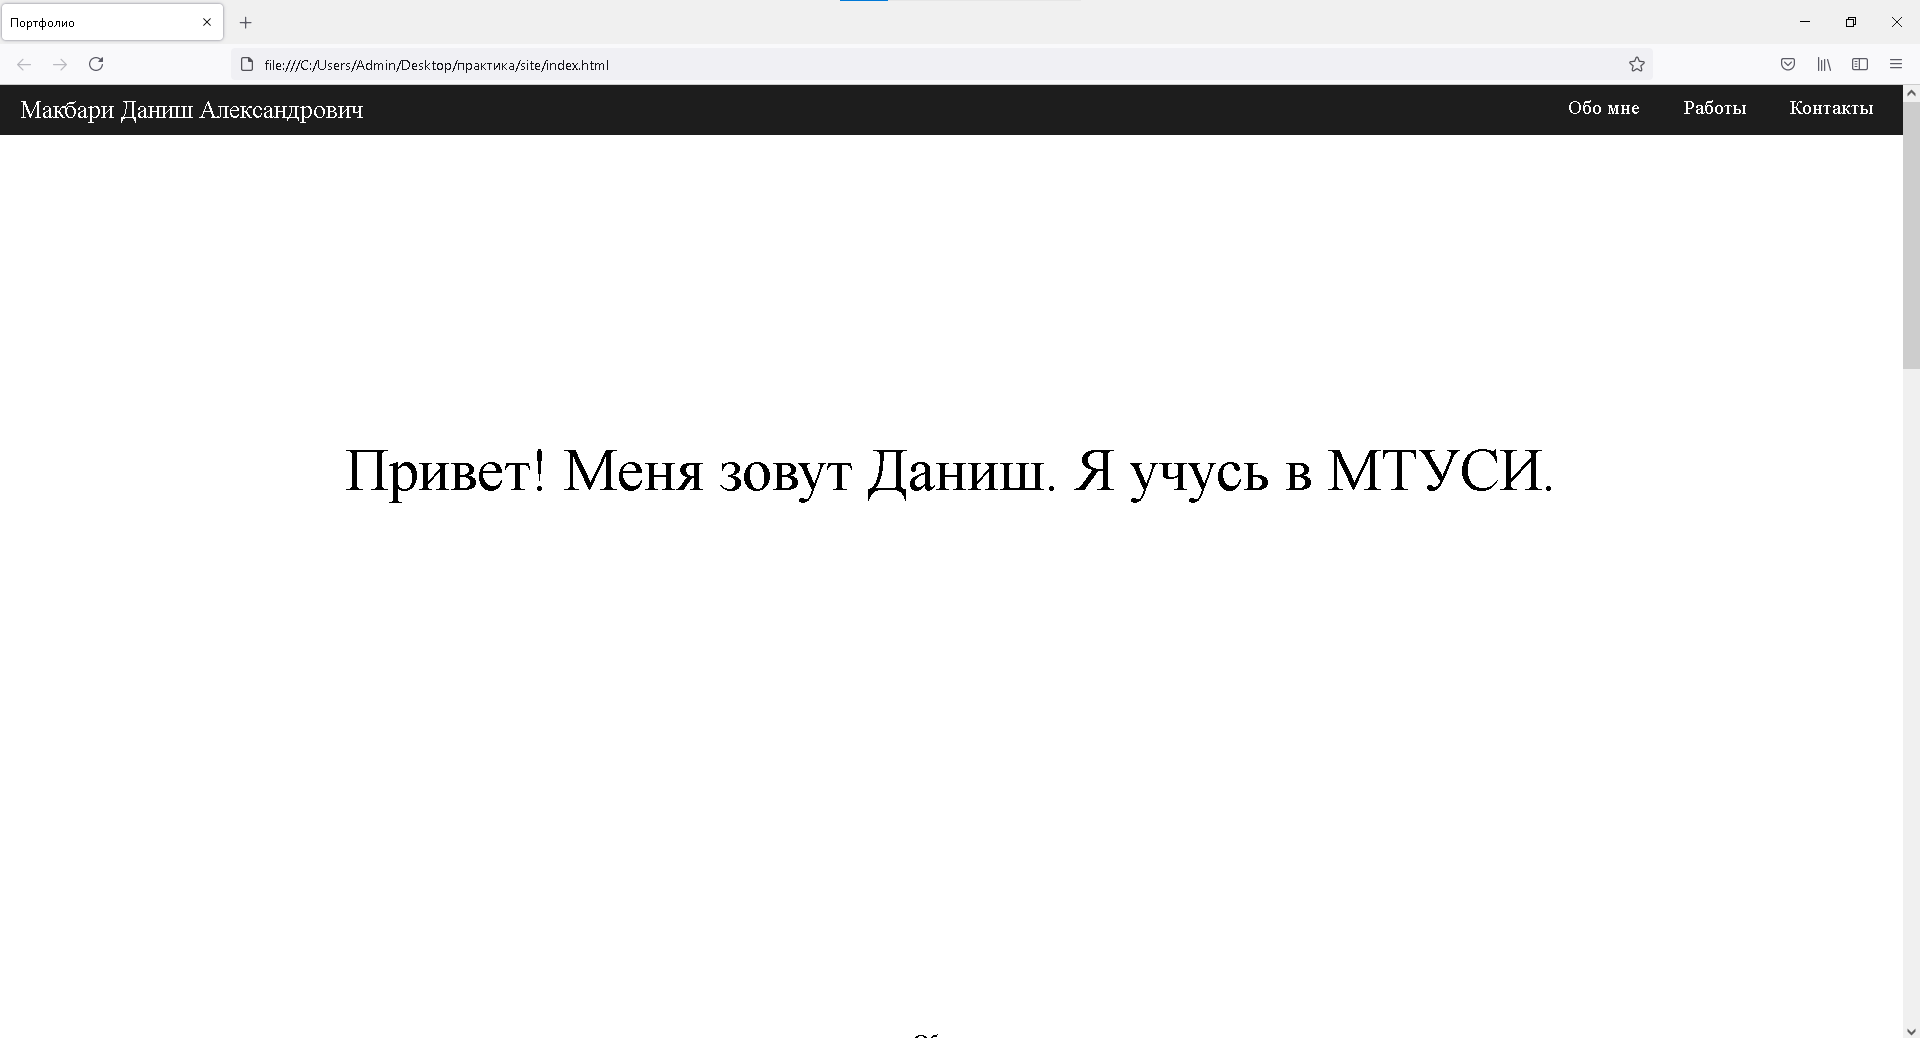 Портфолио
file:///C:/Users/Admin/Desktop/практика/site/index.html
Макбари Даниш Александрович
Обо мне Работы Контакты
Привет! Меня зовут Даниш. Я учусь в МТУСИ.